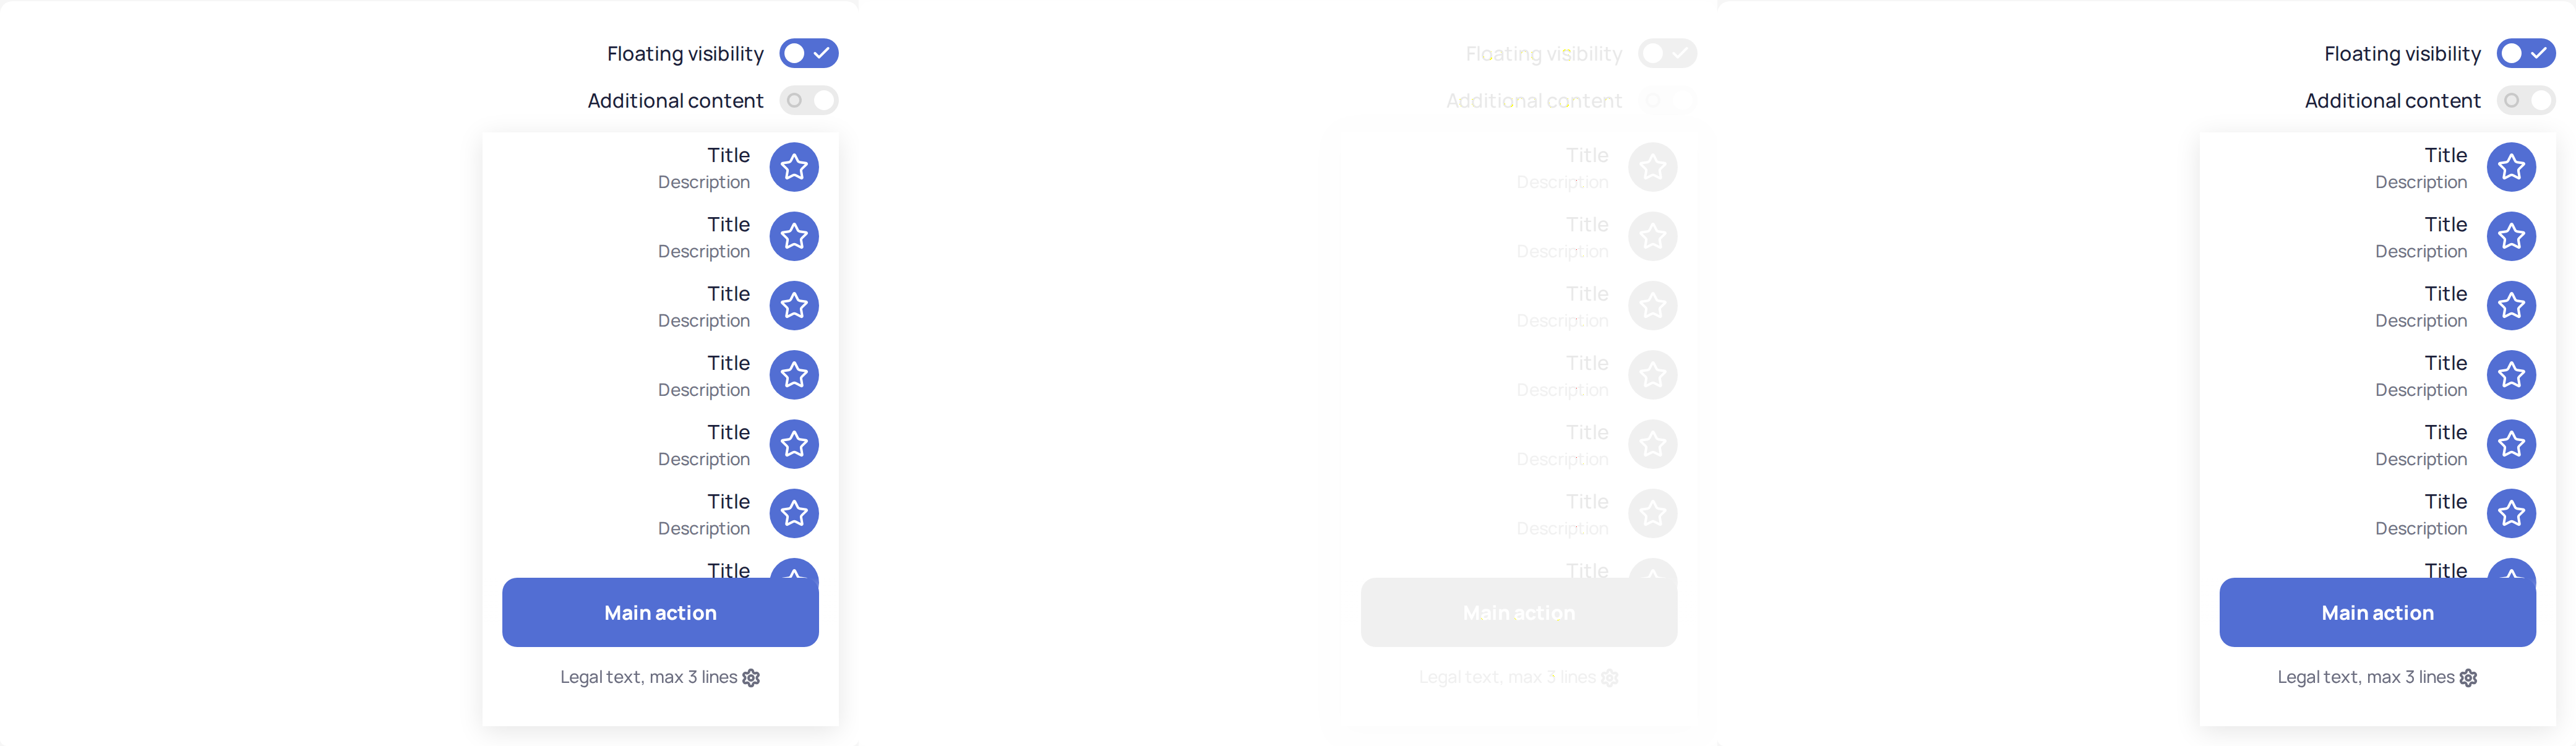 Floating visibility
Additional content
Title
Description
Title
Description
Title
Description
Title
Description
Title
Description
Title
Description
Title
Main action
Legal text, max 3 lines
Floating visibility
Additional content
Title
Description
Title
Description
Title
Description
Title
Description
Title
Description
Title
Description
Title
Main action
Legal text, max 3 lines
Floating visibility
Additional content
Title
Description
Title
Description
Title
Description
Title
Description
Title
Description
Title
Description
Title
Main action
Legal text, max 3 lines